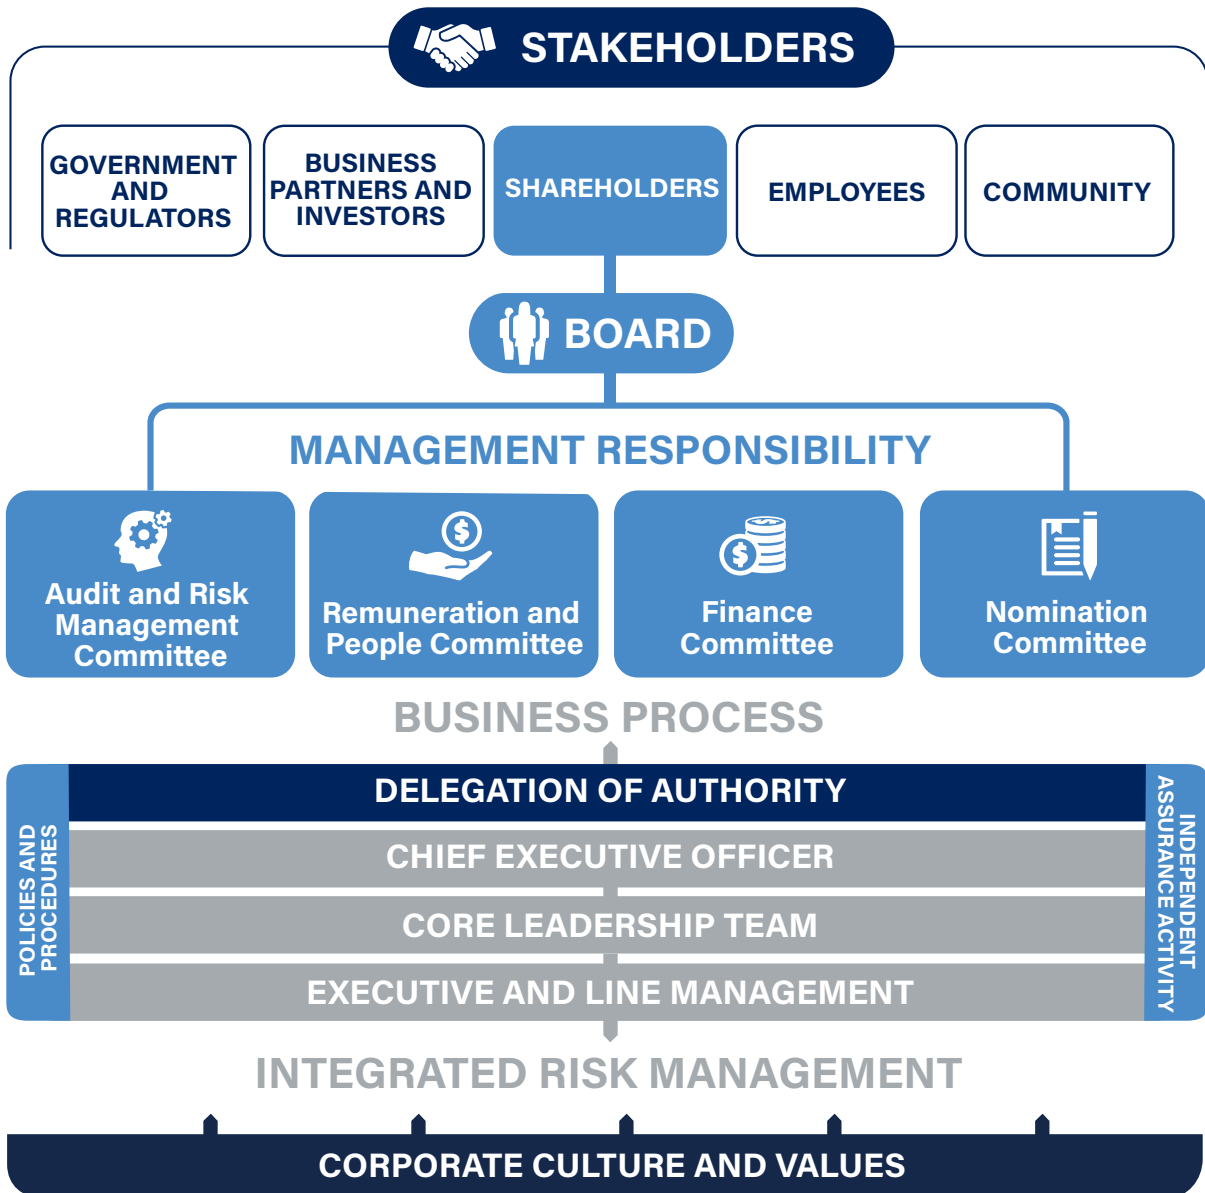 STAKEHOLDERS
GOVERNMENT
AND
REGULATORS
BUSINESS
PARTNERS AND
INVESTORS
SHAREHOLDERS
EMPLOYEES
COMMUNITY
BOARD
MANAGEMENT RESPONSIBILITY
Audit and Risk
Management
Committee
$
Remuneration and
People Committee
$
Finance
Committee
Nomination
Committee
BUSINESS PROCESS
POLICIES AND
PROCEDURES
DELEGATION OF AUTHORITY
CHIEF EXECUTIVE OFFICER
CORE LEADERSHIP TEAM
EXECUTIVE AND LINE MANAGEMENT
INDEPENDENT
ASSURANCE ACTIVITY
INTEGRATED RISK MANAGEMENT
CORPORATE CULTURE AND VALUES